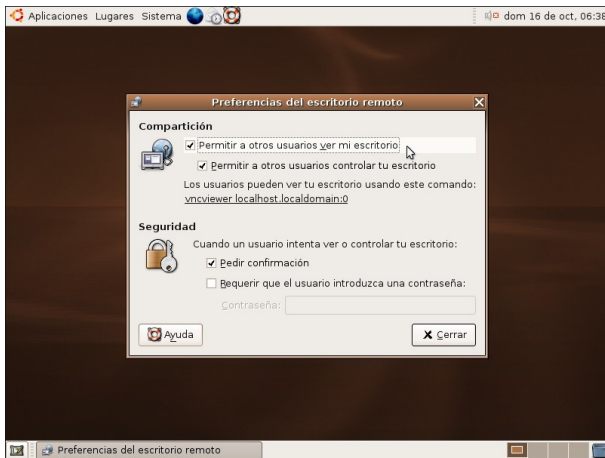 Aplicaciones Lugares Sistema dom 16 de oct, 06:38
Preferencias del escritorio remoto
Compartición
Permitir a otros usuarios ver mi escritorio
Permitir a otros usuarios controlar tu escritorio
Los usuarios pueden ver tu escritorio usando este comando:
vncviewer localhost.localdomain:0
Seguridad
Cuando un usuario intenta ver o controlar tu escritorio:
Pedir confirmación
Requerir que el usuario introduzca una contraseña:
Contraseña:
Ayuda Cerrar
Preferencias del escritorio remoto